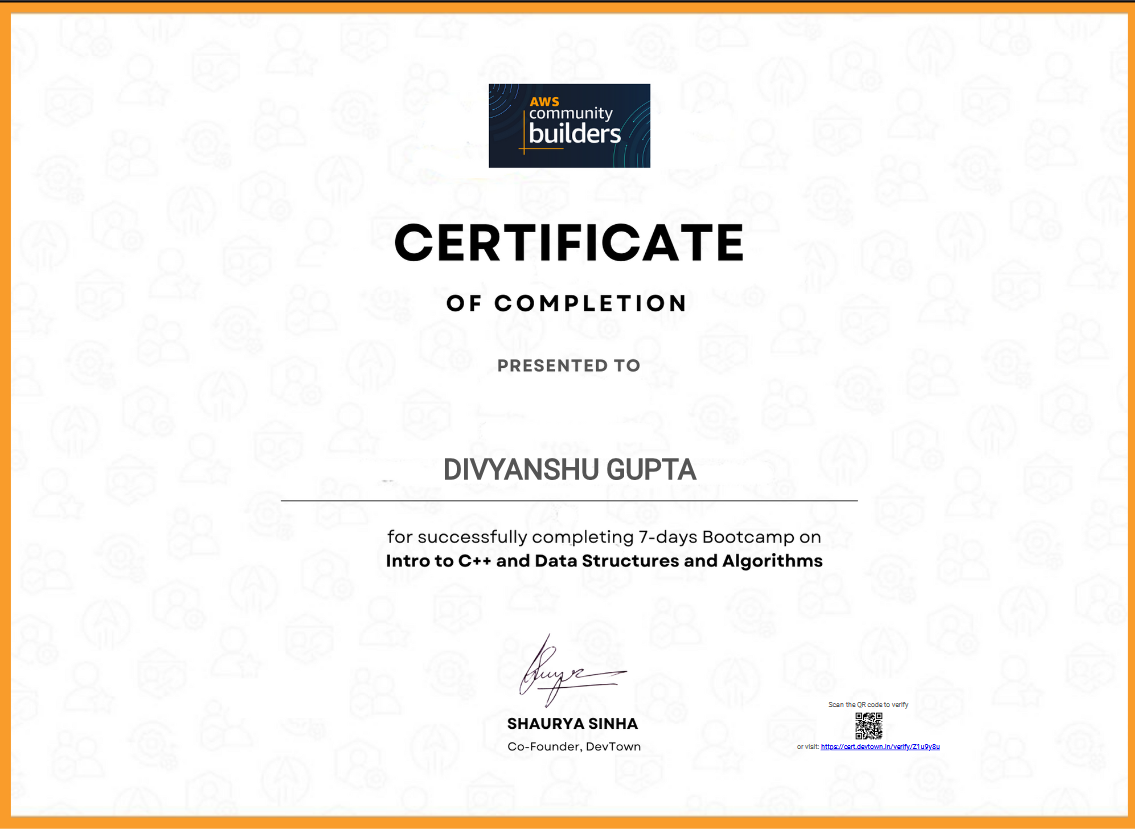 AWS
community
builders
CERTIFICATE
OF COMPLETION
PRESENTED TO
DIVYANSHU GUPTA
for successfully completing 7-days Bootcamp on
Intro to C++ and Data Structures and Algorithms
SHAURYA SINHA
Co-Founder, DevTown
Scan the QR code to verify
or visit: https://cert.devtown.in/verify/Z1u9y8u